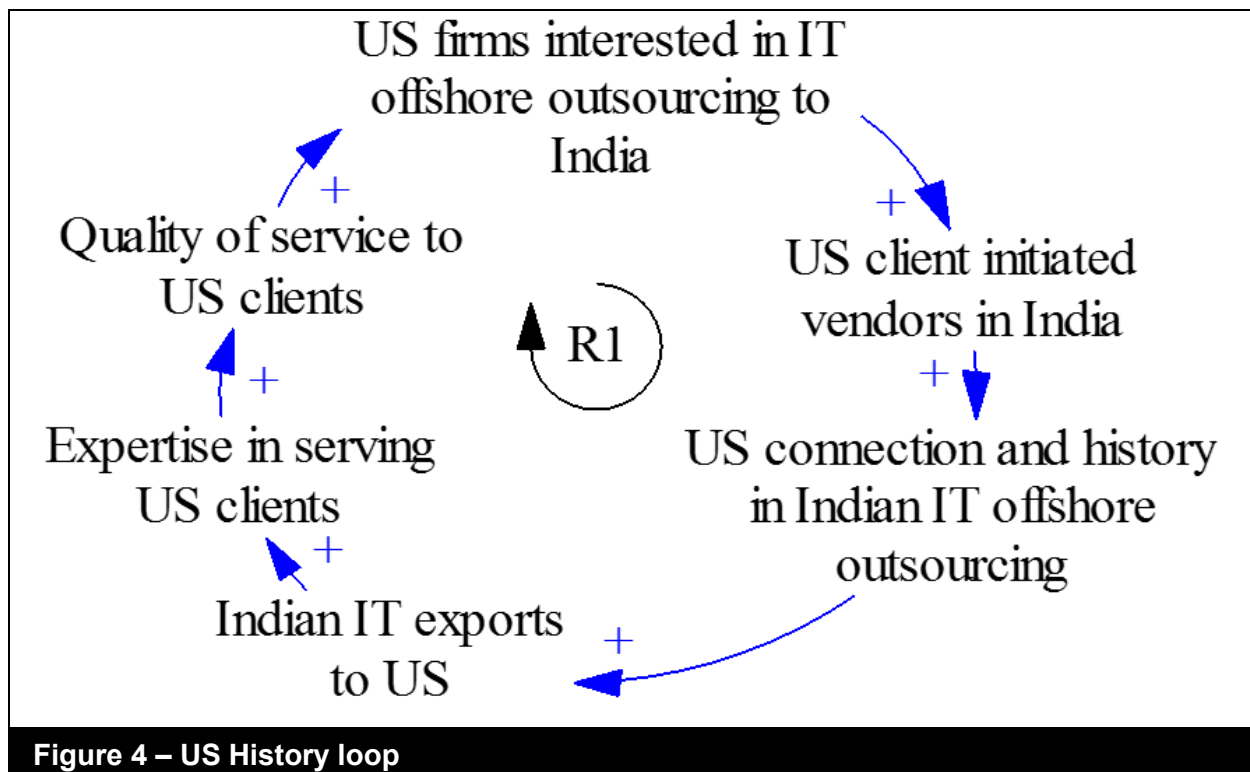 US firms interested in IT
offshore outsourcing to
India
+
US client initiated
vendors in India
+
US connection and history
in Indian IT offshore
outsourcing
+
Indian IT exports
to US
+
Expertise in serving
US clients
+
Quality of service to
US clients
+
R1
Figure 4 – US History loop